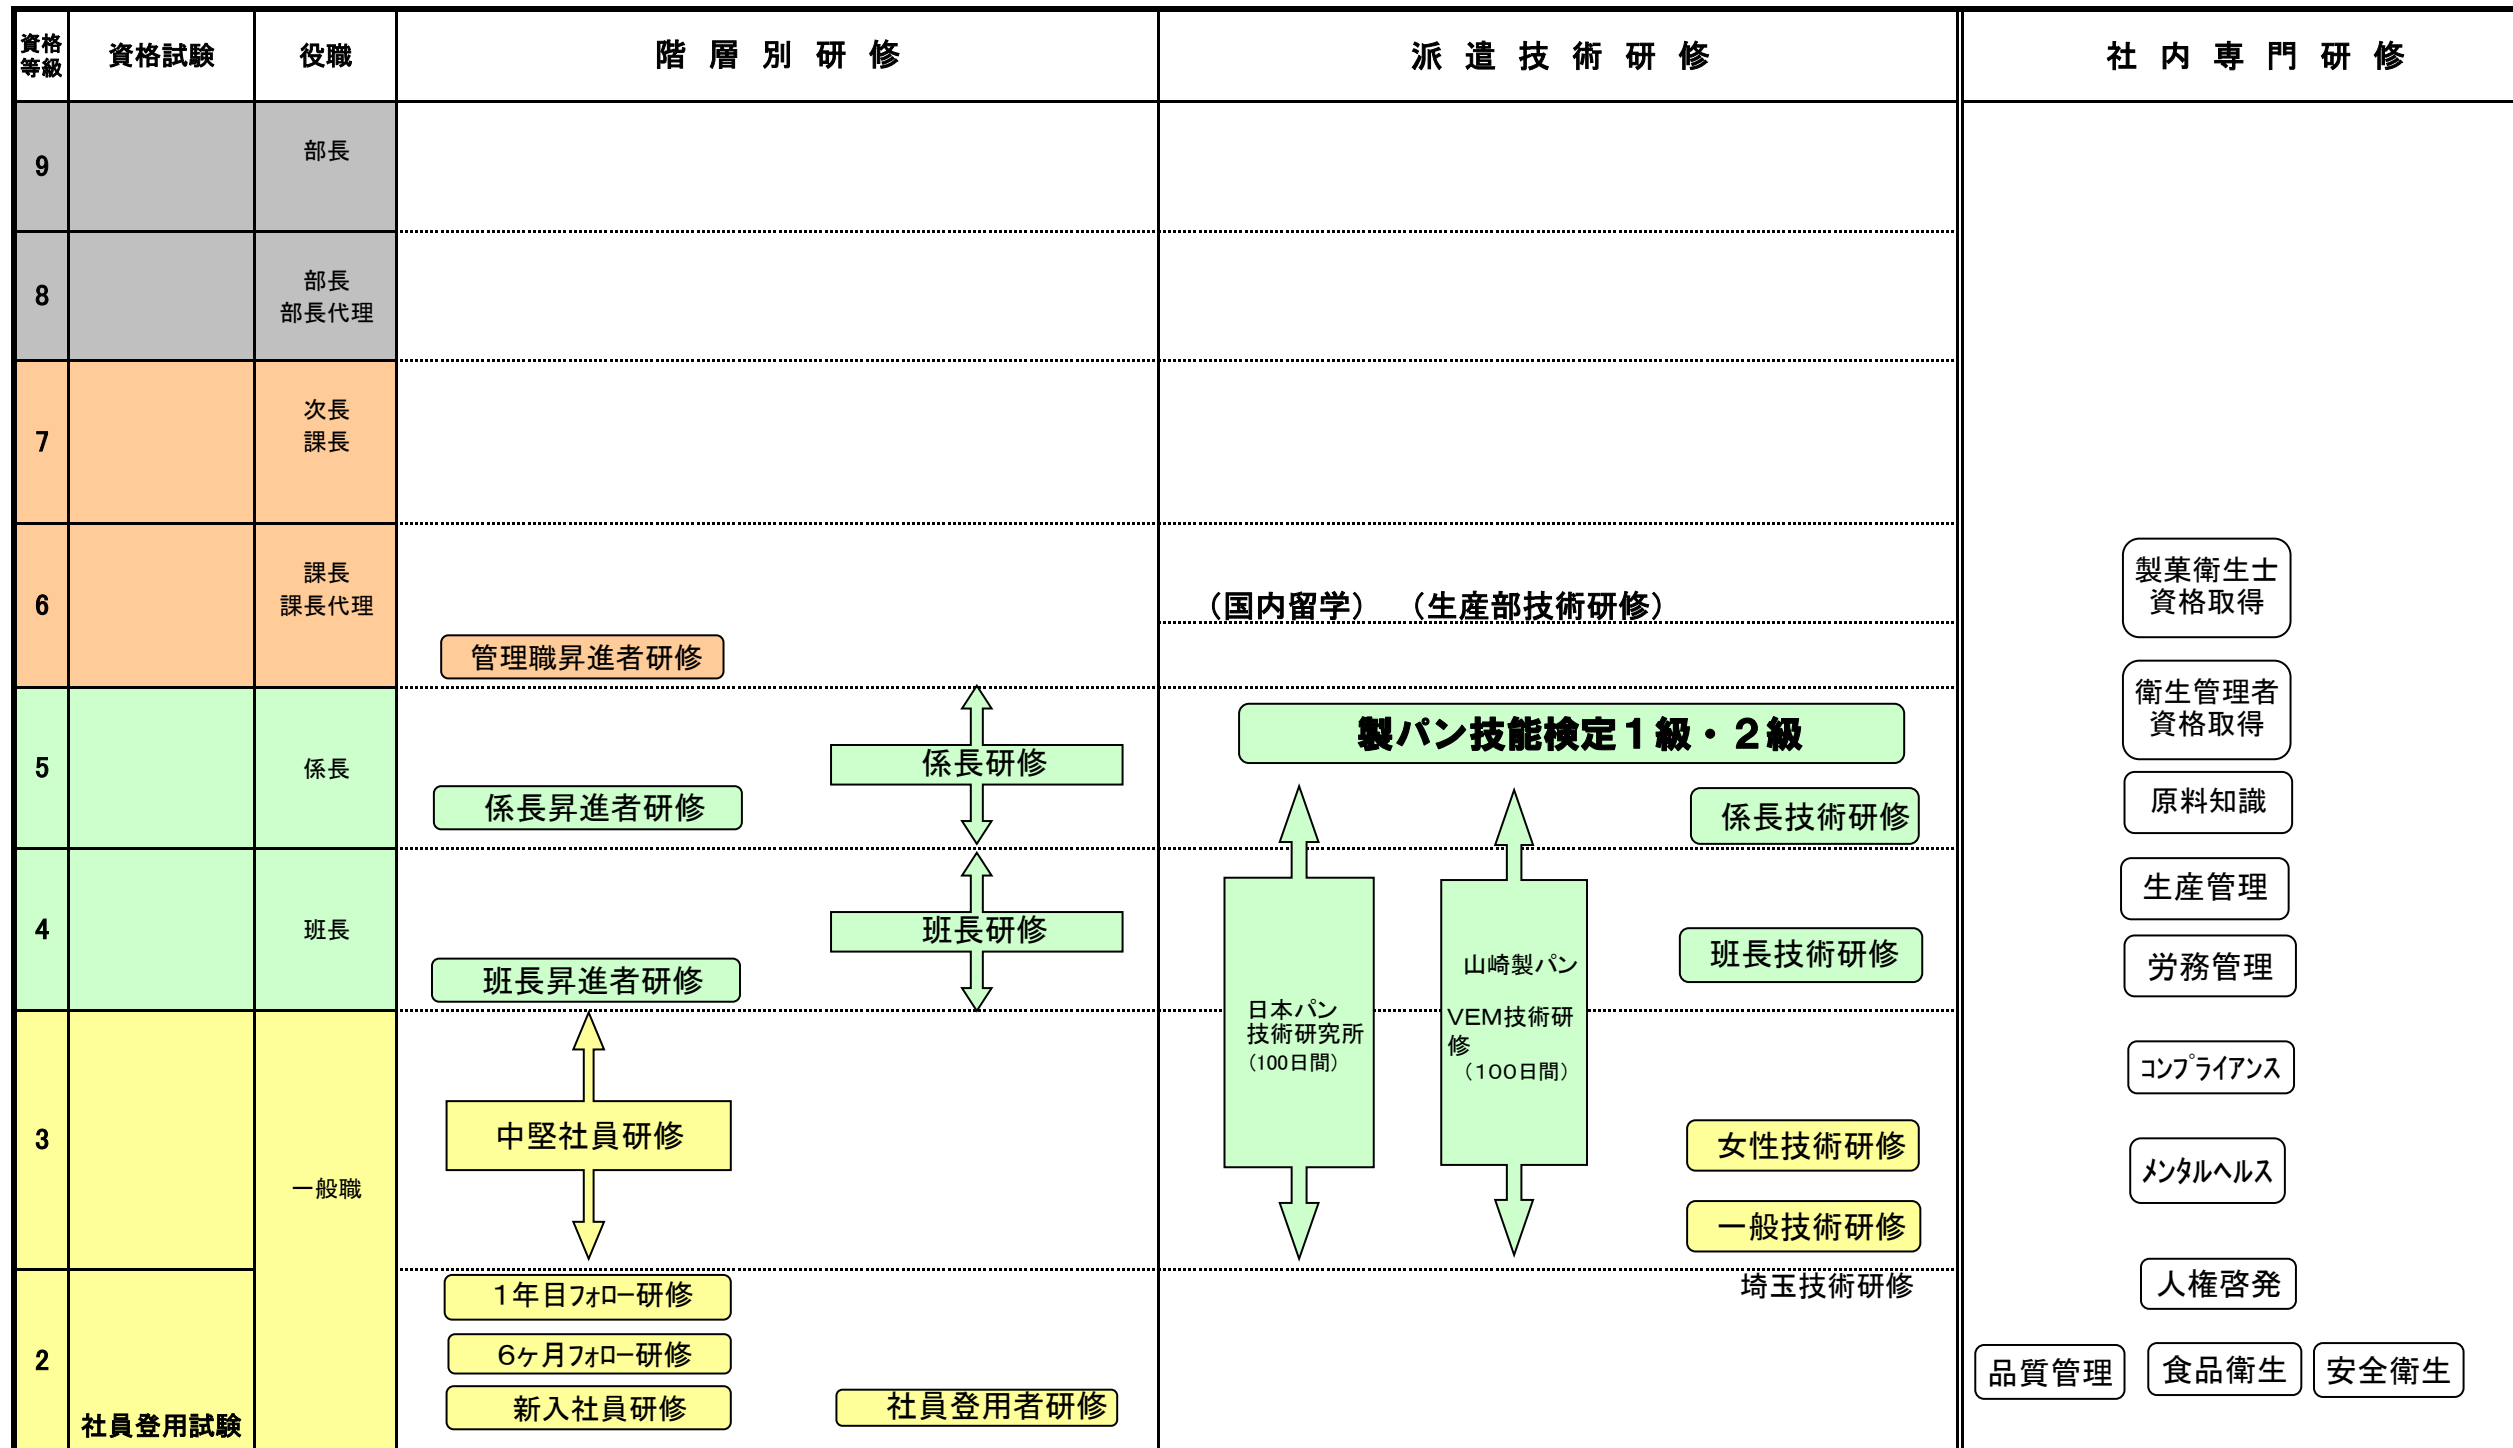 資格
等級
資格試験
役職
階層別研修
派遣技術研修
社内専門研修
9
部長
8
部長
部長代理
7
次長
課長
6
課長
課長代理
(国内留学)
(生産部技術研修)
管理職昇進者研修
製菓衛生士
資格取得
衛生管理者
資格取得
5
係長
係長研修
係長昇進者研修
製パン技能検定１級・２級
係長技術研修
原料知識
4
班長
班長研修
班長昇進者研修
日本パン
技術研究所
(100日間)
山崎製パン
VEM技術研
修
（100日間）
班長技術研修
生産管理
労務管理
3
一般職
中堅社員研修
女性技術研修
一般技術研修
コンプライアンス
メンタルヘルス
2
社員登用試験
1年目フォロー研修
6ヶ月フォロー研修
新入社員研修
社員登用者研修
埼玉技術研修
人権啓発
品質管理
食品衛生
安全衛生